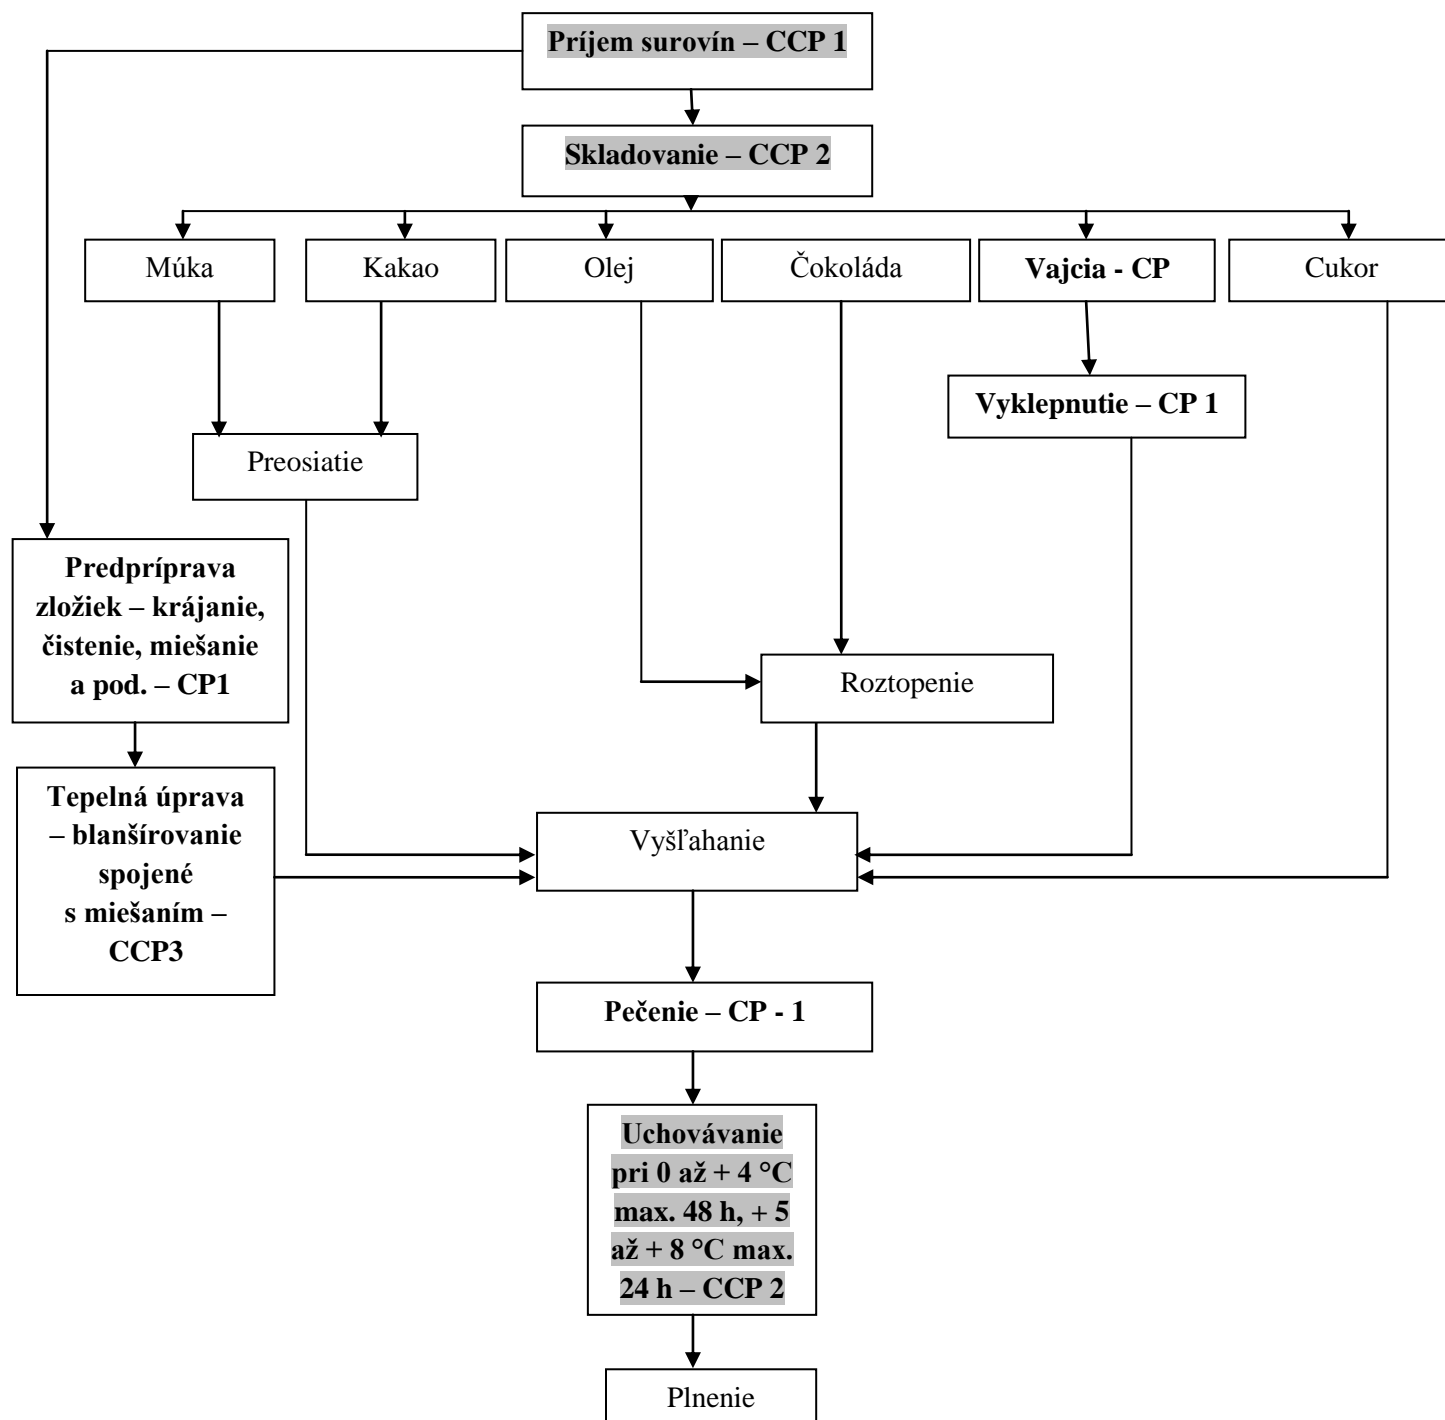 Príjem surovín – CCP 1
Skladovanie – CCP 2
Múka
Kakao
Olej
Čokoláda
Vajcia - CP
Cukor
Vyklepnutie – CP 1
Preosiatie
Predpríprava
zložiek – krájanie,
čistenie, miešanie
a pod. – CP1
Roztopenie
Tepelná úprava
– blanšírovanie
spojené
s miešaním –
CCP3
Vyšľahanie
Pečenie – CP - 1
Uchovávanie
pri 0 až + 4 °C
max. 48 h, + 5
až + 8 °C max.
24 h – CCP 2
Plnenie